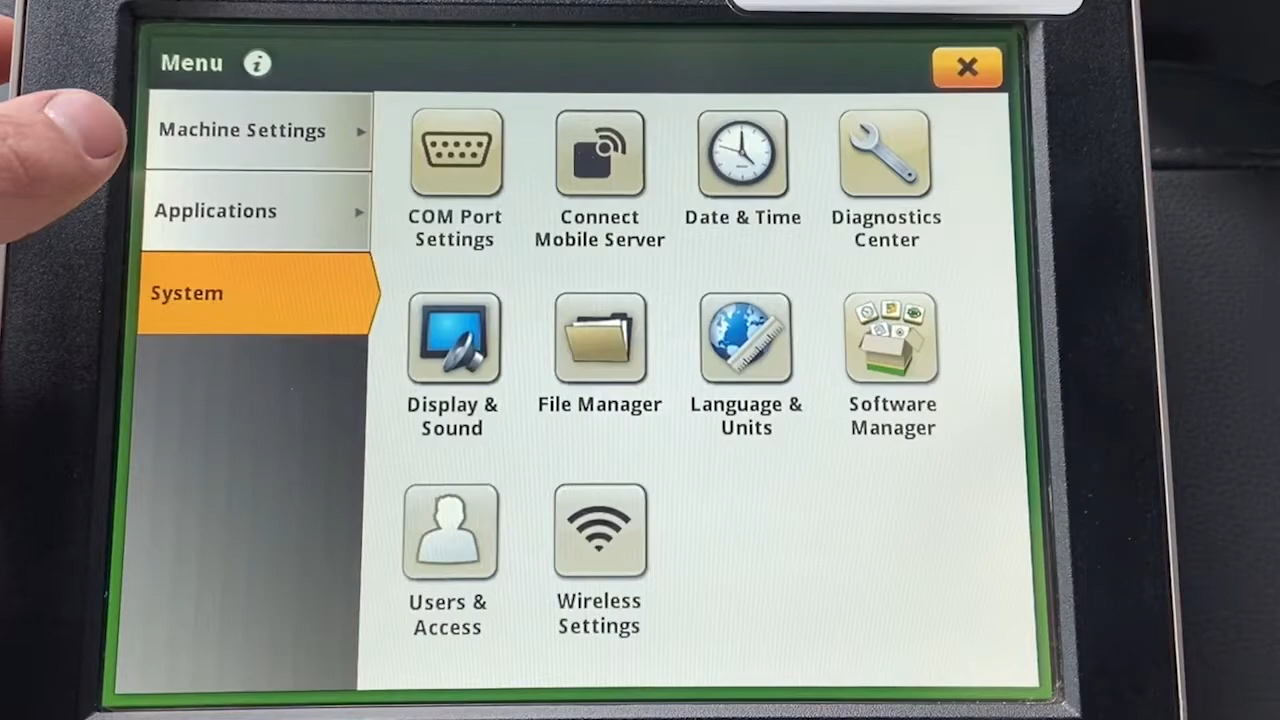 Menu
Machine Settings
Applications
System
COM Port
Settings
Connect
Mobile Server
Date & Time
Diagnostics
Center
Display &
Sound
File Manager
Language &
Units
Software
Manager
Users &
Access
Wireless
Settings